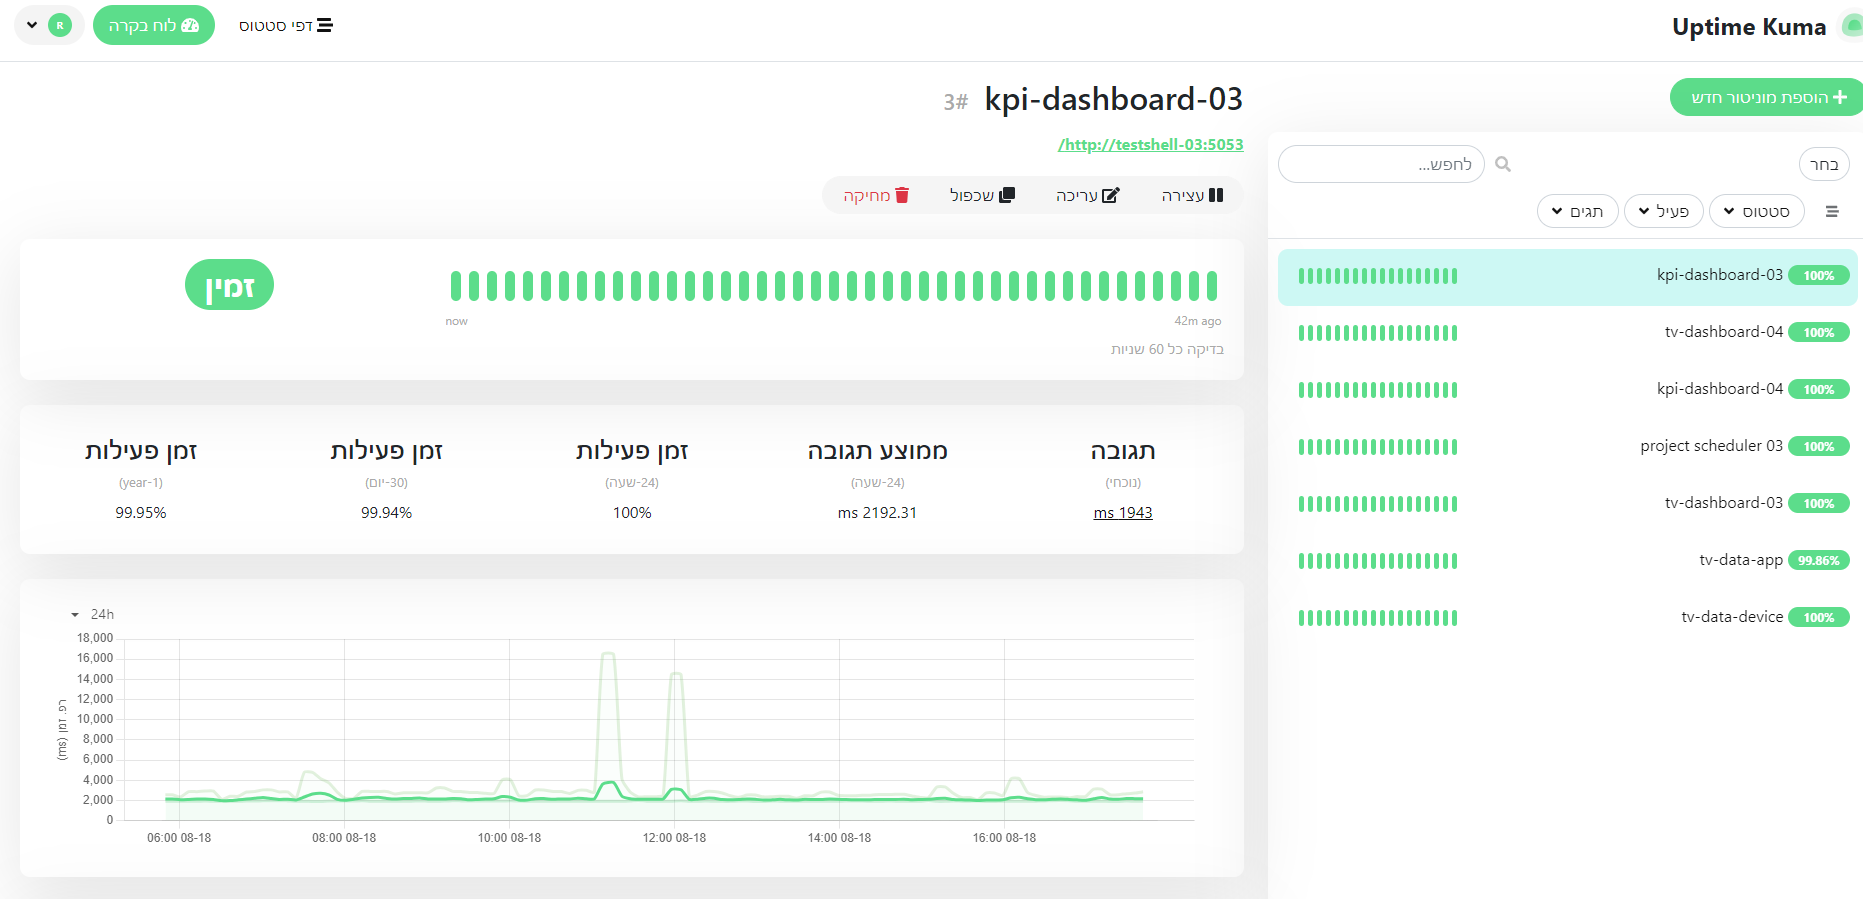 Uptime Kuma
דפי סטטוס
לוח בקרה
R
הוספת מוניטור חדש
בחר
לחפש...
סטטוס
פעיל
תגים
100% kpi-dashboard-03
100% tv-dashboard-04
100% kpi-dashboard-04
100% project scheduler 03
100% tv-dashboard-03
99.86% tv-data-app
100% tv-data-device
kpi-dashboard-03 3#
/http://testshell-03:5053
עצירה
עריכה
שכפול
מחיקה
זמין
42m ago
now
בדיקה כל 60 שניות
תגובה
(נוכחי)
ms 1943
ממוצע תגובה
(24-שעה)
ms 2192.31
זמן פעילות
(24-שעה)
100%
זמן פעילות
(30-יום)
99.94%
זמן פעילות
(year-1)
99.95%
24h
רפ. זמן (ms)
18,000
16,000
14,000
12,000
10,000
8,000
6,000
4,000
2,000
0
06:00 08-18
08:00 08-18
10:00 08-18
12:00 08-18
14:00 08-18
16:00 08-18